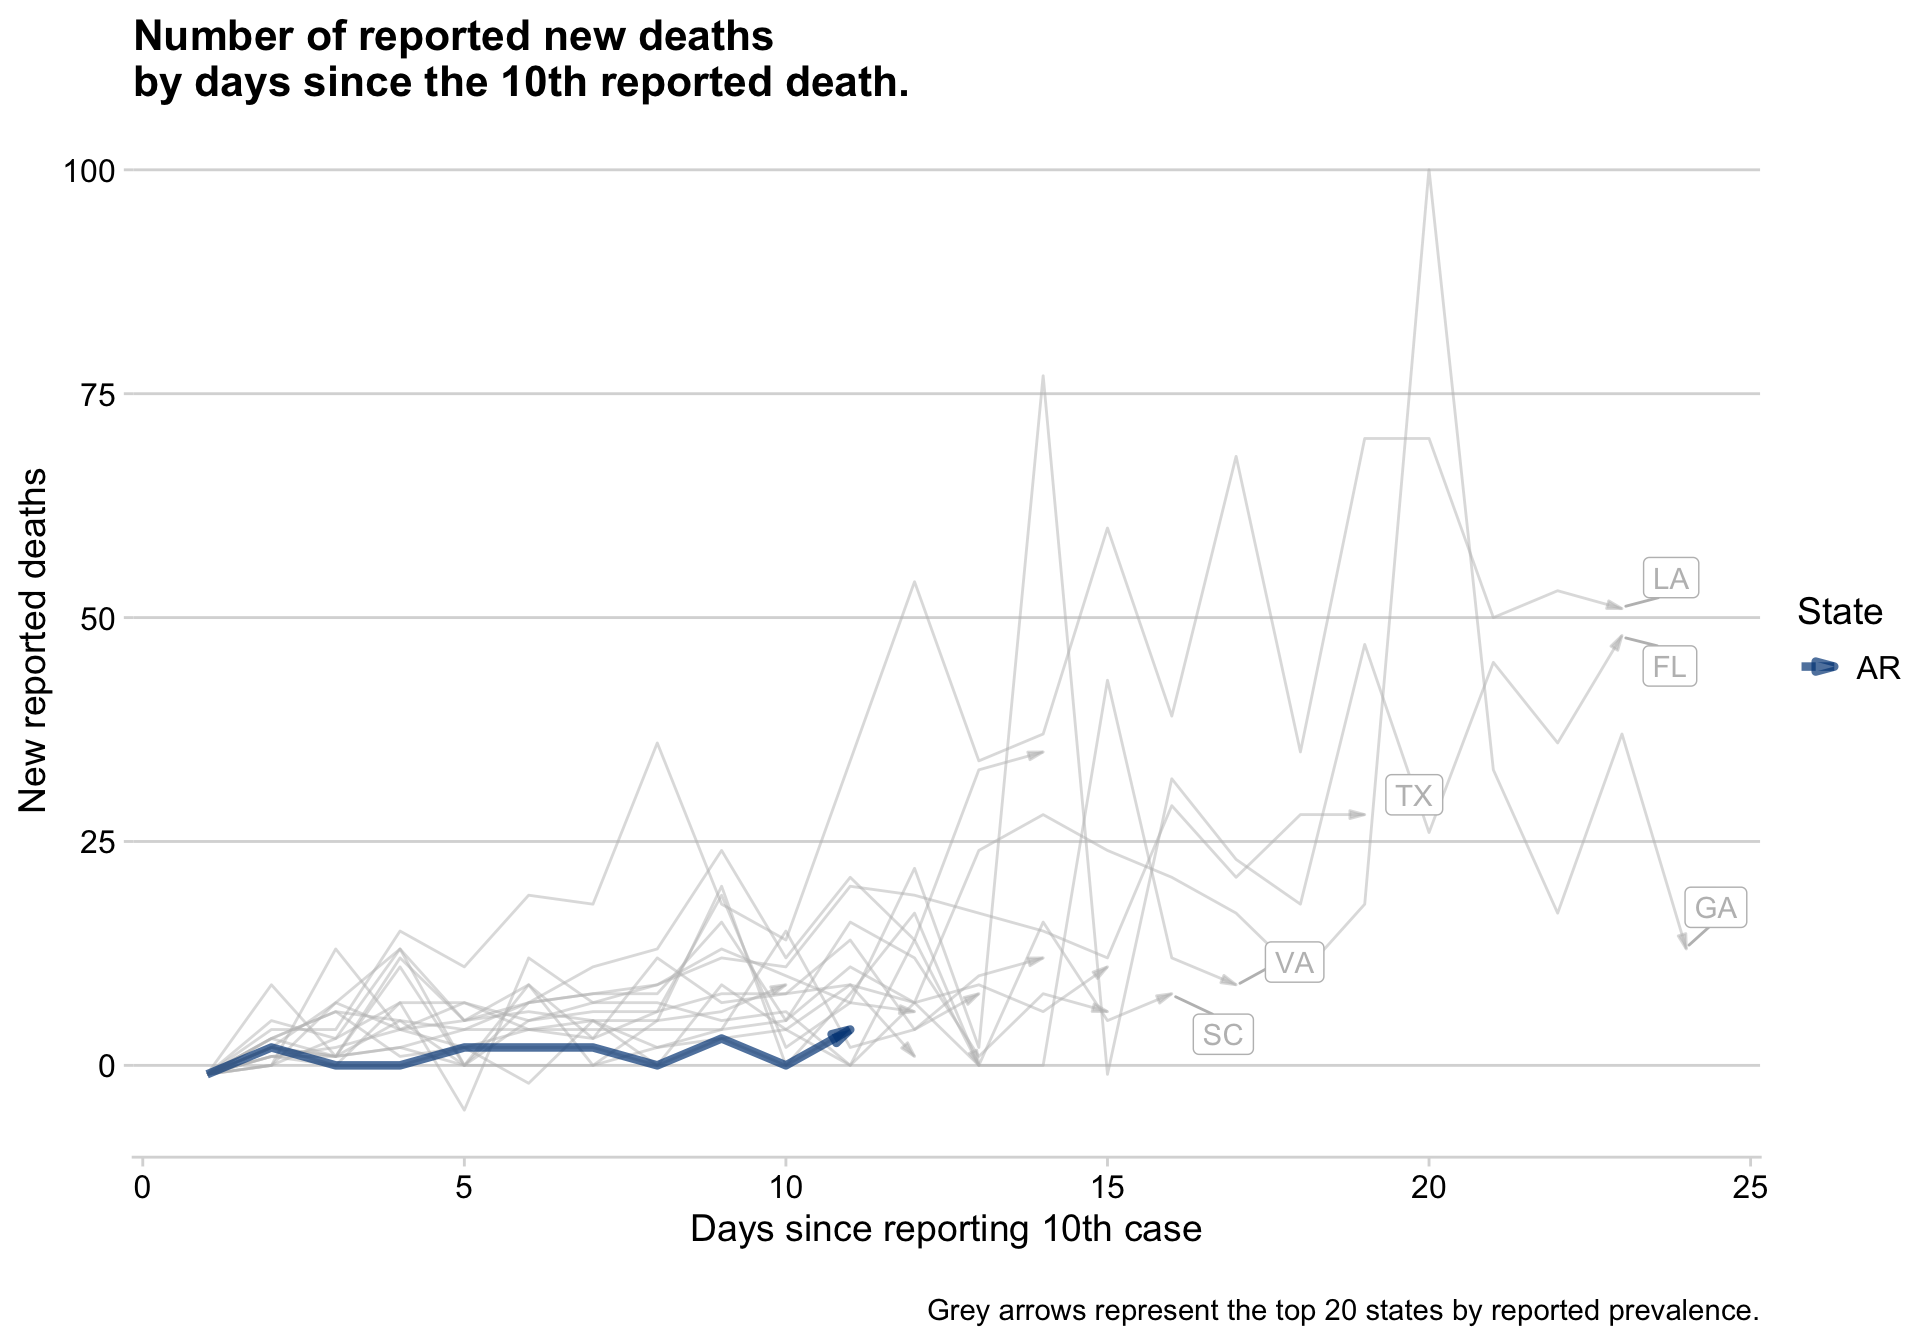 Number of reported new deaths
by days since the 10th reported death.
100
75
50
25
0
New reported deaths
LA
FL
TX
GA
VA
SC
State
AR
0 5 10 15 20 25
Days since reporting 10th case
Grey arrows represent the top 20 states by reported prevalence.